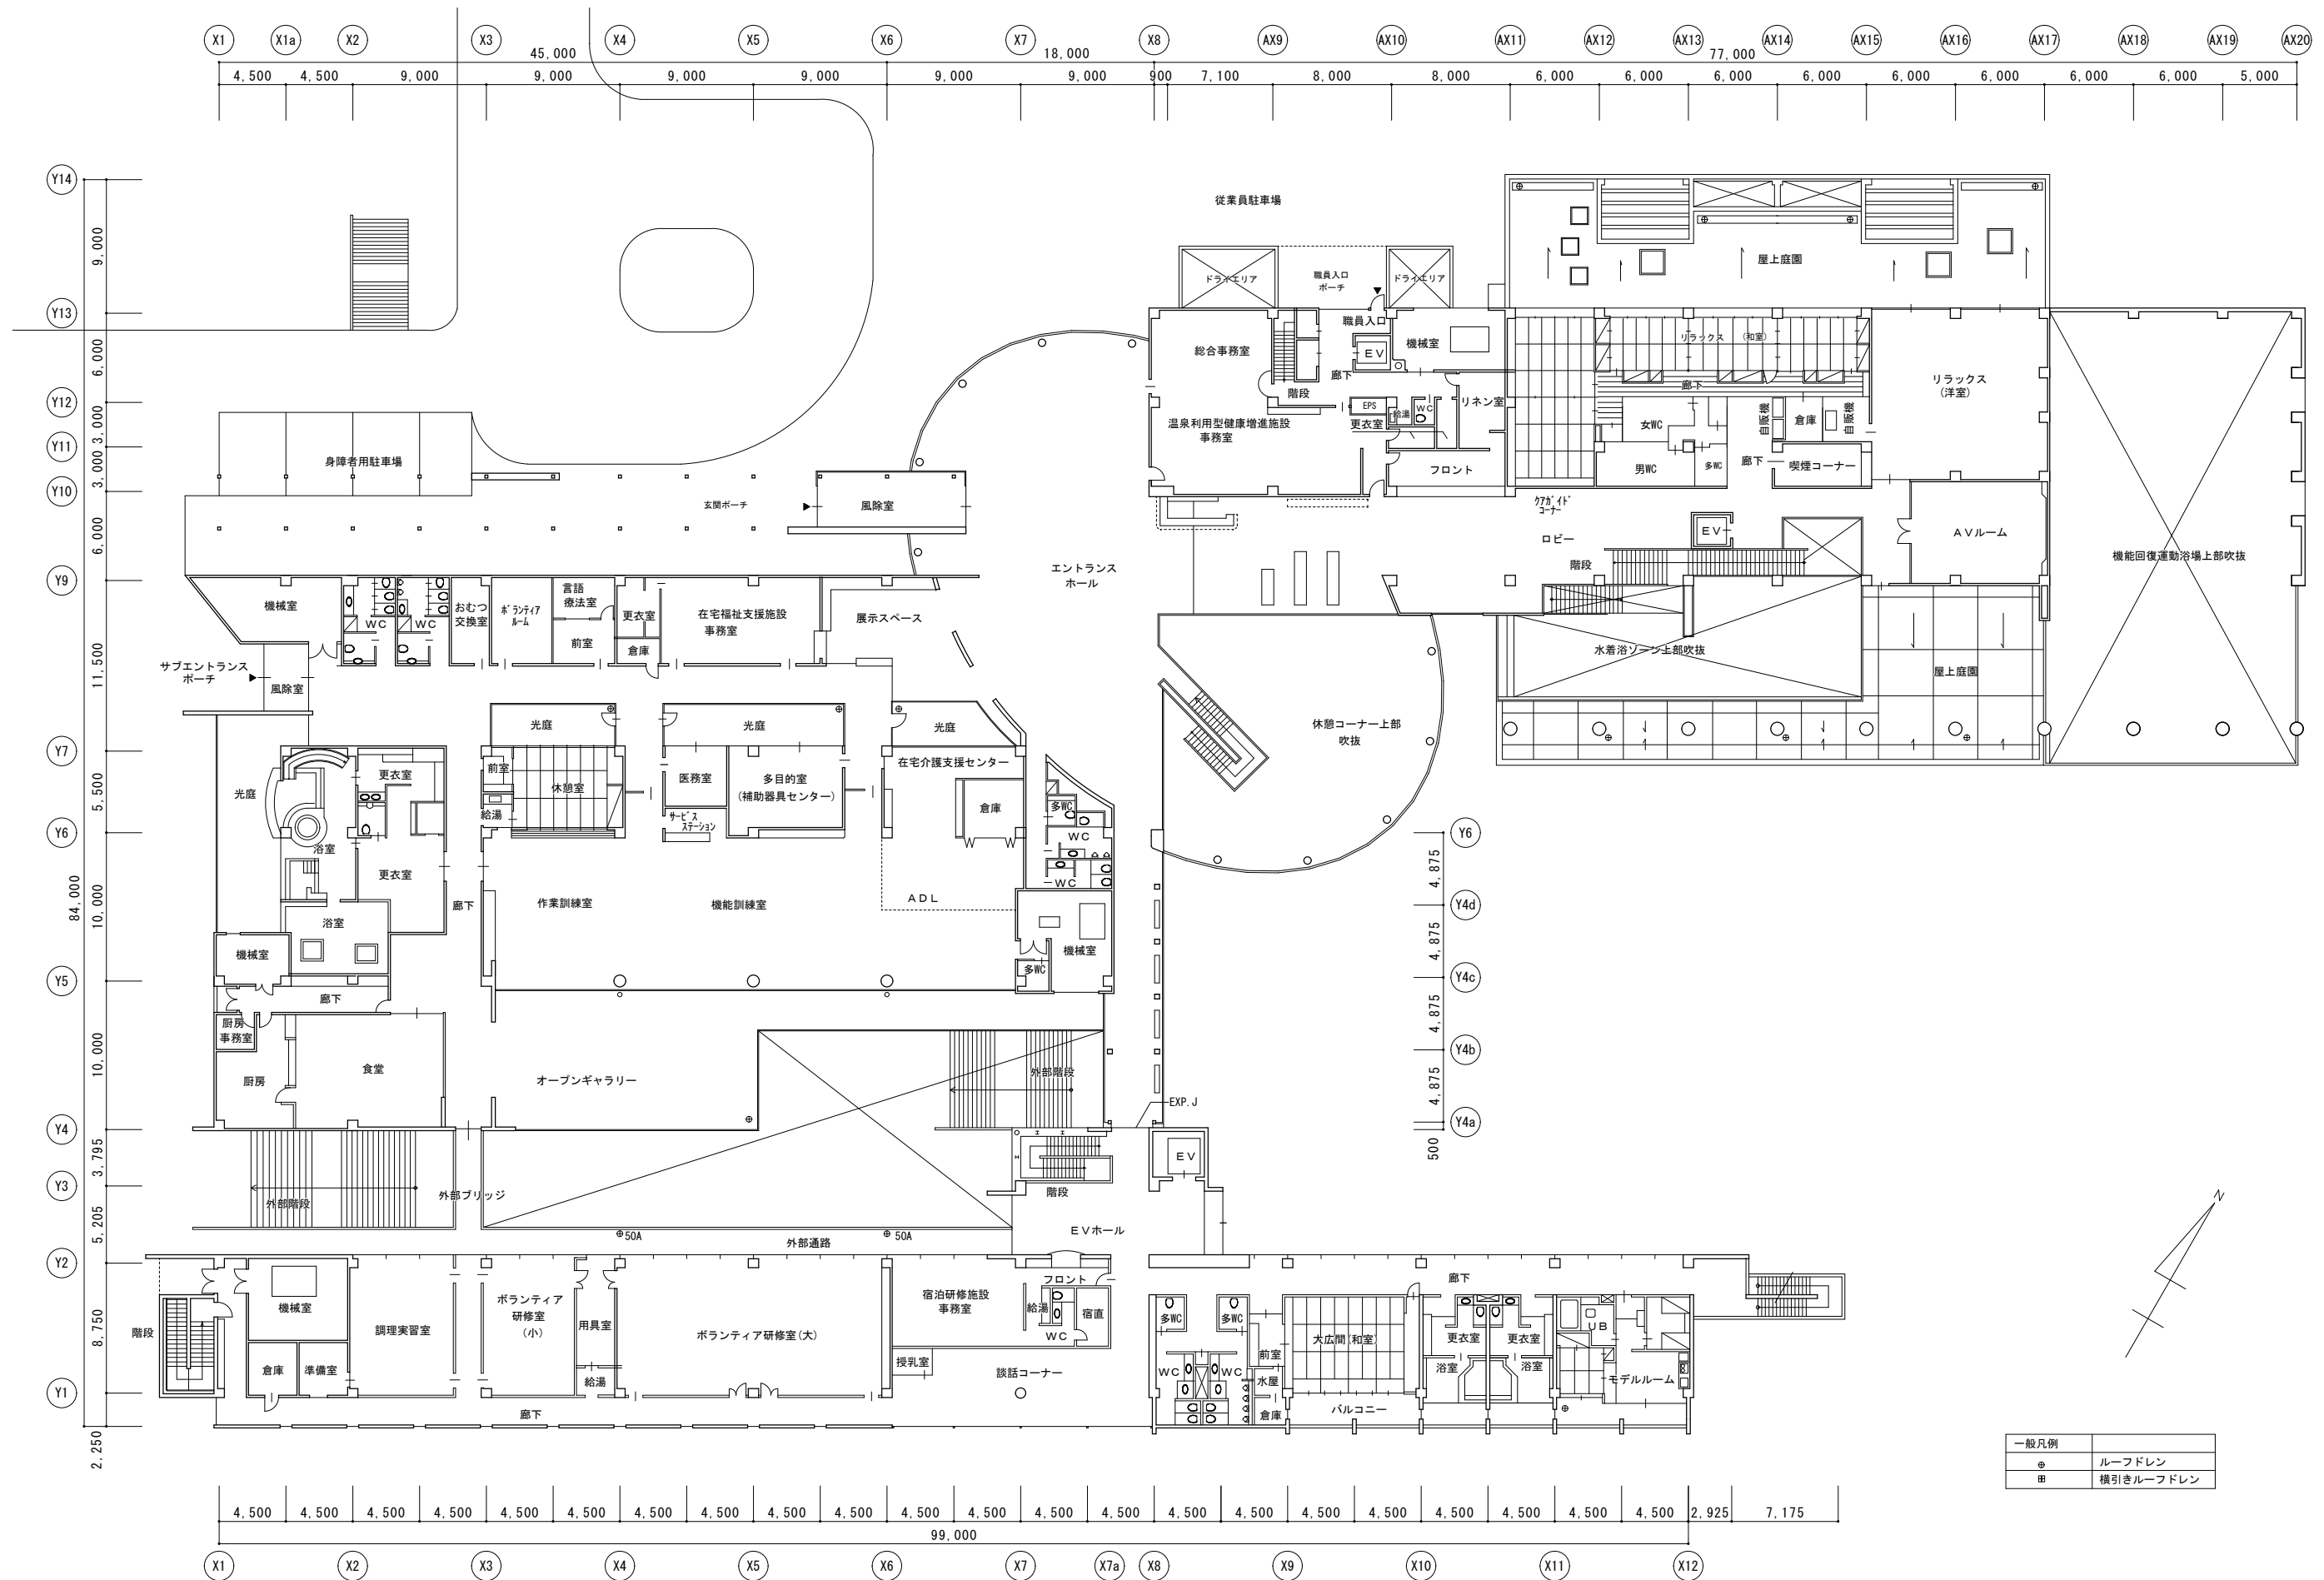 X1 X1a X2 X3 X4 X5 X6 X7 X8 AX9 AX10 AX11 AX12 AX13 AX14 AX15 AX16 AX17 AX18 AX19 AX20
45,000 18,000 77,000
4,500 4,500 9,000 9,000 9,000 9,000 9,000 9,000 900 7,100 8,000 8,000 6,000 6,000 6,000 6,000 6,000 6,000 6,000 6,000 5,000
Y14
9,000
Y13
6,000
Y12
3,000
Y11
3,000
Y10
6,000
Y9
11,500
Y7
5,500
Y6
10,000
Y5
10,000
Y4
3,795
Y3
5,205
Y2
8,750
Y1
2,250
84,000
従業員駐車場
ドライエリア
職員入口
ポーチ
ドライエリア
屋上庭園
職員入口
総合事務室
EV
機械室
廊下
階段
リラックス (和室)
廊下
リラックス
(洋室)
EPS
給湯
WC
リネン室
更衣室
温泉利用型健康増進施設
事務室
フロント
女WC
男WC
多WC
自販機
倉庫
自販機
廊下
喫煙コーナー
身障者用駐車場
玄関ポーチ
風除室
エントランス
ホール
ケアガイド
コーナー
ロビー
EV
階段
AVルーム
機能回復運動浴場上部吹抜
機械室
WC
WC
おむつ
交換室
ボランティア
ルーム
言語
療法室
前室
更衣室
倉庫
在宅福祉支援施設
事務室
展示スペース
サブエントランス
ポーチ
風除室
水着浴ゾーン上部吹抜
屋上庭園
休憩コーナー上部
吹抜
光庭
光庭
光庭
光庭
更衣室
前室
休憩室
給湯
医務室
多目的室
(補助器具センター)
サービス
ステーション
在宅介護支援センター
倉庫
多WC
WC
WC
浴室
更衣室
浴室
廊下
作業訓練室
機能訓練室
ADL
機械室
多WC
機械室
廊下
厨房
事務室
厨房
食堂
オープンギャラリー
外部階段
EXP.J
Y6
4,875
Y4d
4,875
Y4c
4,875
Y4b
4,875
Y4a
500
EV
階段
外部階段
外部ブリッジ
EVホール
50A
50A
外部通路
N
階段
機械室
倉庫
準備室
調理実習室
ボランティア
研修室
(小)
用具室
給湯
ボランティア研修室(大)
宿泊研修施設
事務室
フロント
給湯
WC
宿直
授乳室
談話コーナー
廊下
廊下
多WC
多WC
WC
WC
前室
水屋
倉庫
大広間(和室)
バルコニー
更衣室
浴室
更衣室
浴室
UB
モデルルーム
一般凡例
ルーフドレン
横引きルーフドレン
4,500 4,500 4,500 4,500 4,500 4,500 4,500 4,500 4,500 4,500 4,500 4,500 4,500 4,500 4,500 4,500 4,500 4,500 4,500 4,500 4,500 4,500 2,925 7,175
99,000
X1 X2 X3 X4 X5 X6 X7 X7a X8 X9 X10 X11 X12